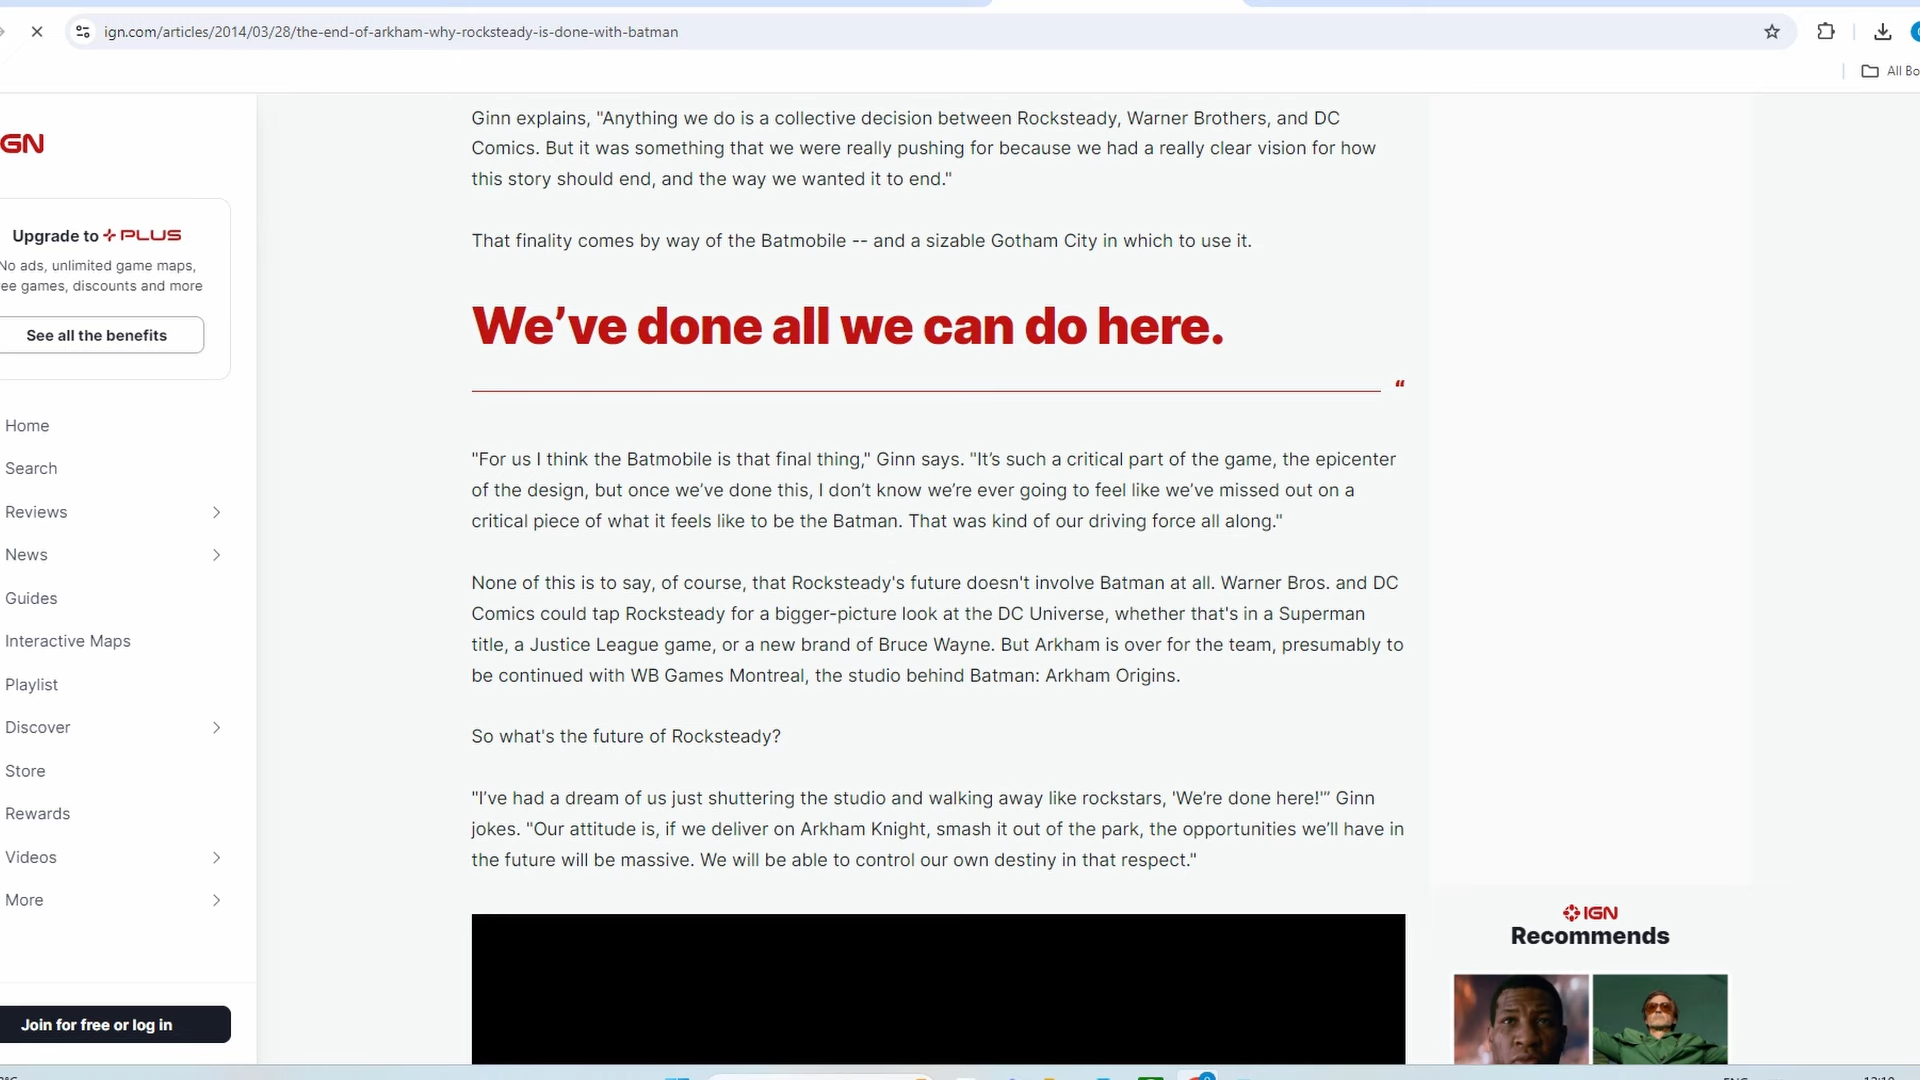 ign.com/articles/2014/03/28/the-end-of-arkham-why-rocksteady-is-done-with-batman
All Bo
GN
Upgrade to PLUS
No ads, unlimited game maps,
ee games, discounts and more
See all the benefits
Home
Search
Reviews
News
Guides
Interactive Maps
Playlist
Discover
Store
Rewards
Videos
More
Join for free or log in
Ginn explains, "Anything we do is a collective decision between Rocksteady, Warner Brothers, and DC
Comics. But it was something that we were really pushing for because we had a really clear vision for how
this story should end, and the way we wanted it to end."
That finality comes by way of the Batmobile -- and a sizable Gotham City in which to use it.
We’ve done all we can do here.
“
"For us I think the Batmobile is that final thing," Ginn says. "It’s such a critical part of the game, the epicenter
of the design, but once we’ve done this, I don’t know we’re ever going to feel like we’ve missed out on a
critical piece of what it feels like to be the Batman. That was kind of our driving force all along."
None of this is to say, of course, that Rocksteady's future doesn't involve Batman at all. Warner Bros. and DC
Comics could tap Rocksteady for a bigger-picture look at the DC Universe, whether that's in a Superman
title, a Justice League game, or a new brand of Bruce Wayne. But Arkham is over for the team, presumably to
be continued with WB Games Montreal, the studio behind Batman: Arkham Origins.
So what's the future of Rocksteady?
"I’ve had a dream of us just shuttering the studio and walking away like rockstars, 'We’re done here!'” Ginn
jokes. "Our attitude is, if we deliver on Arkham Knight, smash it out of the park, the opportunities we’ll have in
the future will be massive. We will be able to control our own destiny in that respect."
IGN
Recommends